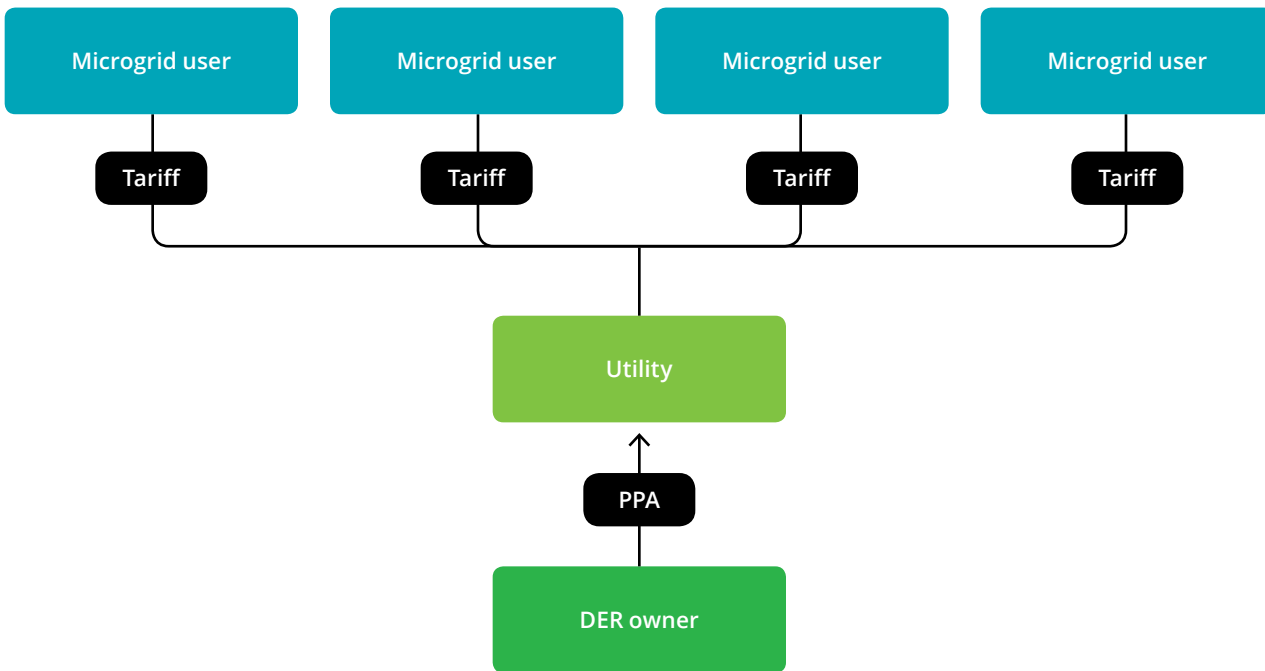 Microgrid user
Microgrid user
Microgrid user
Microgrid user
Tariff
Tariff
Tariff
Tariff
Utility
PPA
DER owner